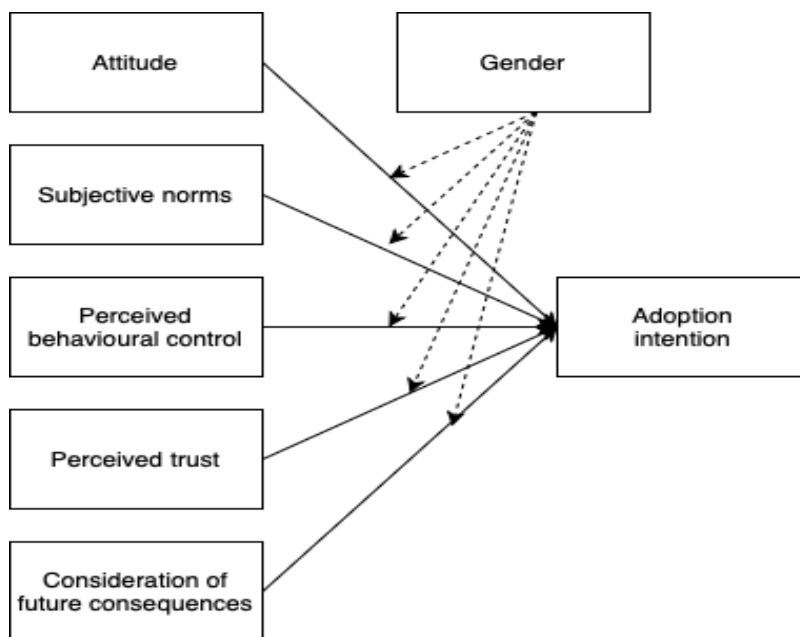 Attitude
Gender
Subjective norms
Perceived
behavioural control
Adoption
intention
Perceived trust
Consideration of
future consequences